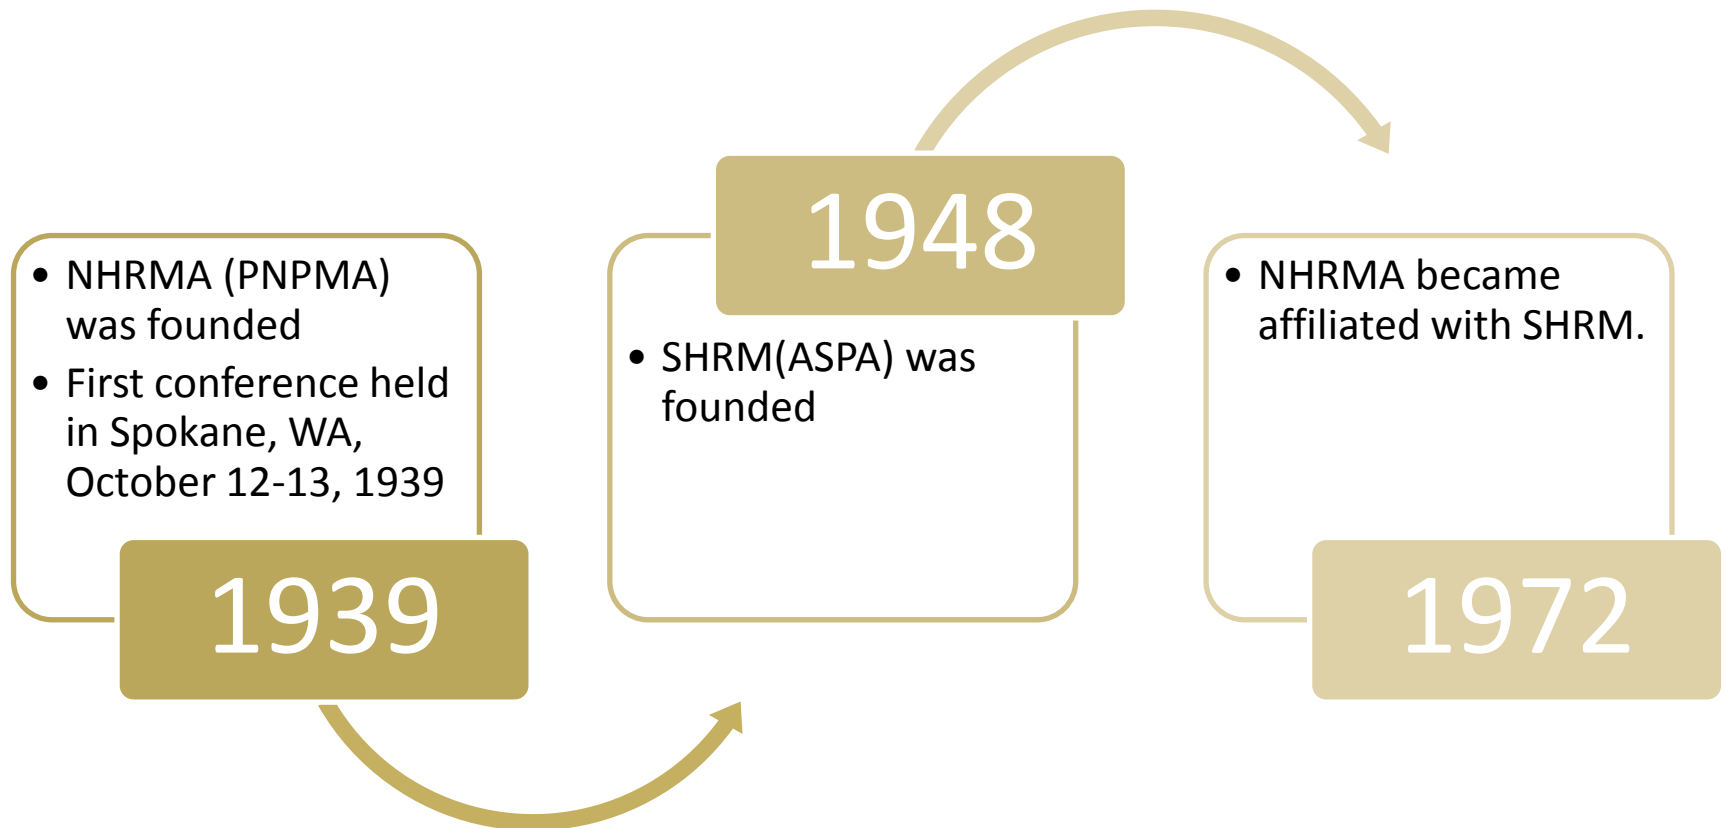 • NHRMA (PNPMA)
was founded
• First conference held
in Spokane, WA,
October 12-13, 1939
1939
1948
• SHRM(ASPA) was
founded
• NHRMA became
affiliated with SHRM.
1972